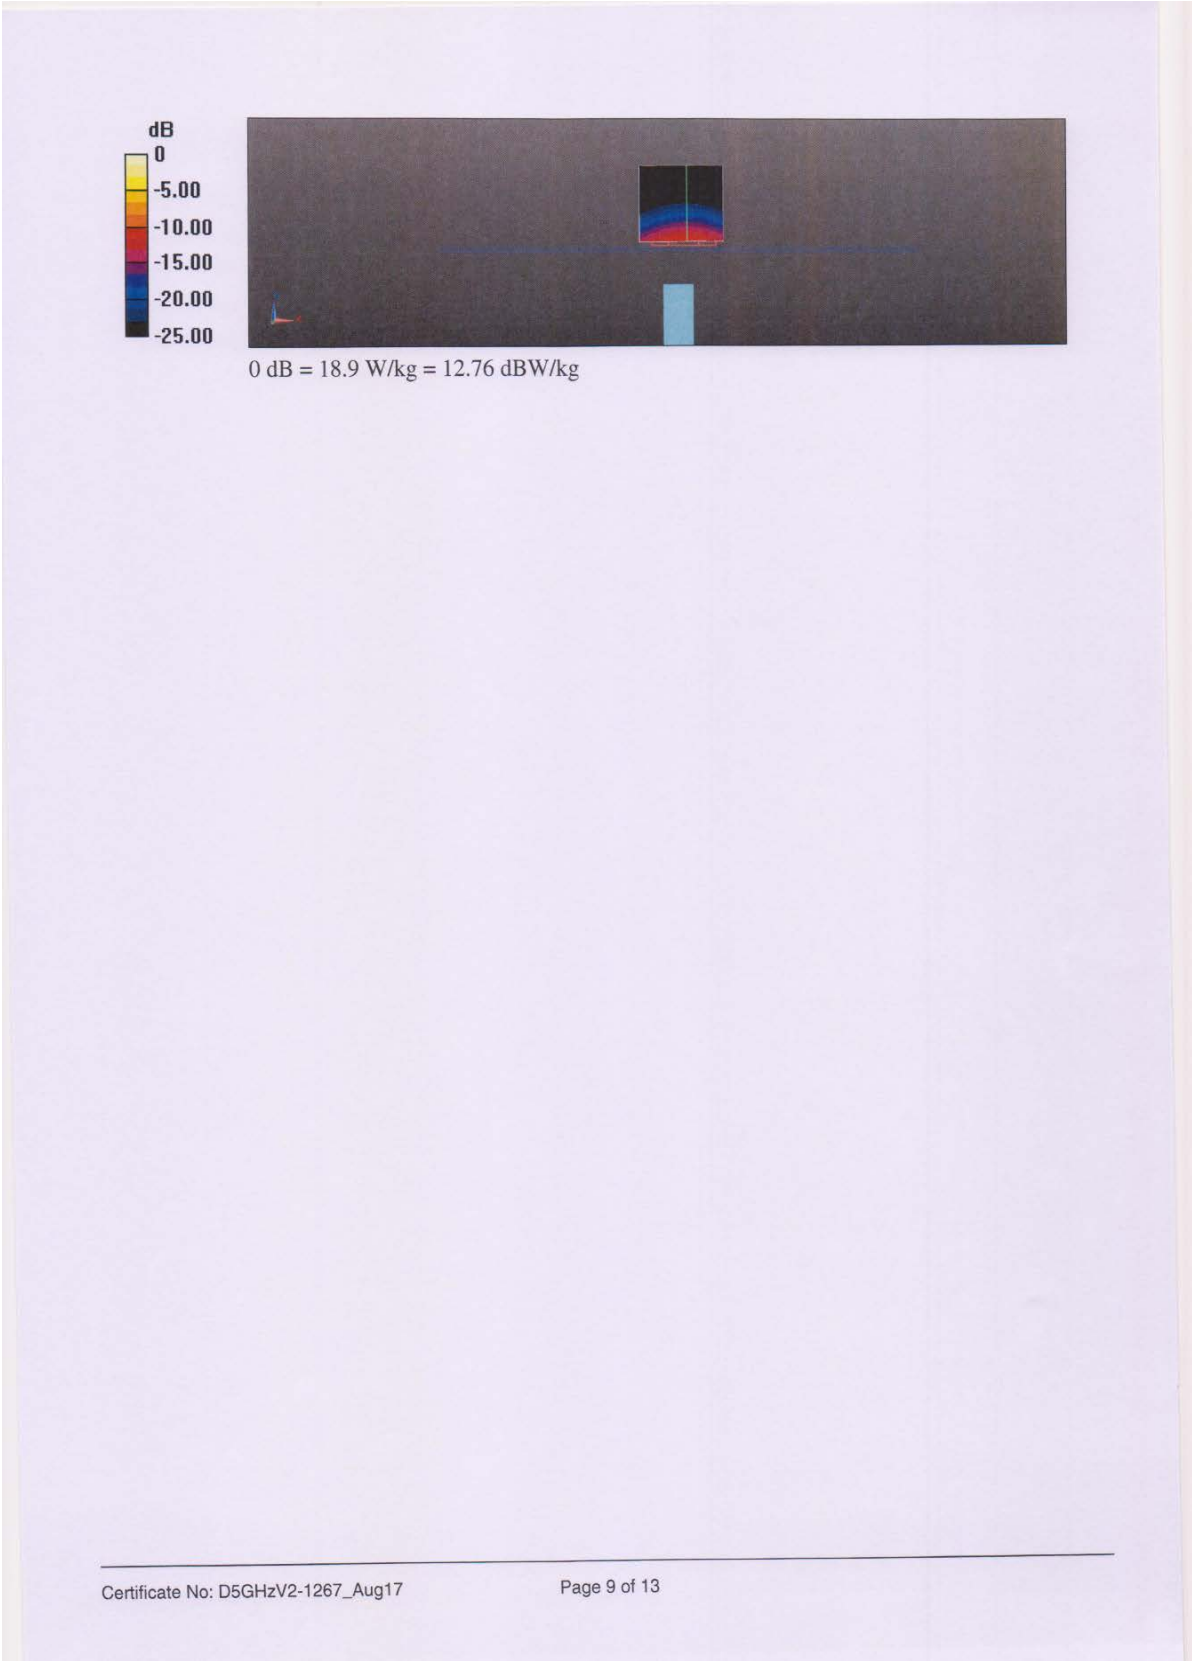 dB
0
-5.00
-10.00
-15.00
-20.00
-25.00
0 dB = 18.9 W/kg = 12.76 dBW/kg
Certificate No: D5GHzV2-1267_Aug17 Page 9 of 13